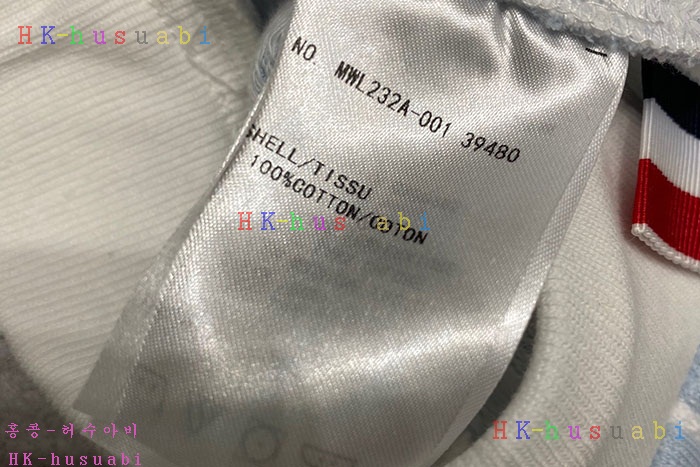 HK-husuabi
NO. MWL232A-001 39480
SHELL/TISSU
100%COTTON/COTON
HK-husuabi
홍콩-허수아비
HK-husuabi
HK-husuabi